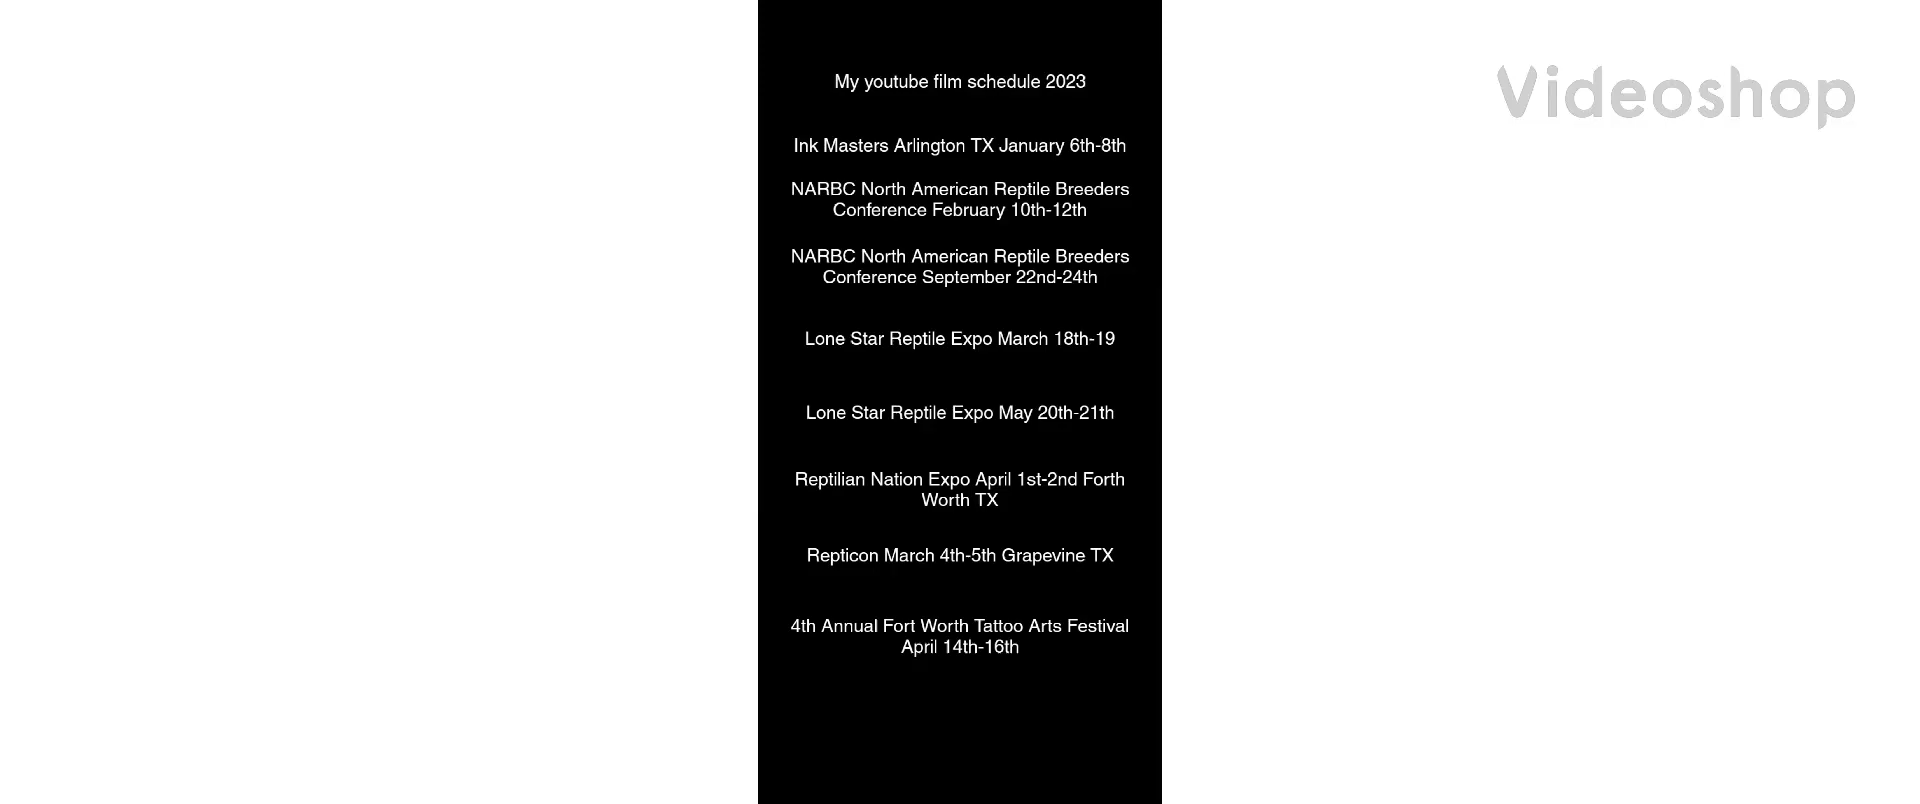 My youtube film schedule 2023
Ink Masters Arlington TX January 6th-8th
NARBC North American Reptile Breeders
Conference February 10th-12th
NARBC North American Reptile Breeders
Conference September 22nd-24th
Lone Star Reptile Expo March 18th-19
Lone Star Reptile Expo May 20th-21th
Reptilian Nation Expo April 1st-2nd Forth
Worth TX
Repticon March 4th-5th Grapevine TX
4th Annual Fort Worth Tattoo Arts Festival
April 14th-16th
Videoshop